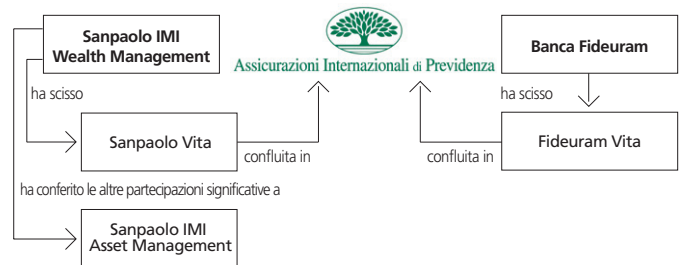 Sanpaolo IMI
Wealth Management
Assicurazioni Internazionali di Previdenza
Banca Fideuram
ha scisso
ha scisso
Sanpaolo Vita
confluita in
confluita in
Fideuram Vita
ha conferito le altre partecipazioni significative a
Sanpaolo IMI
Asset Management